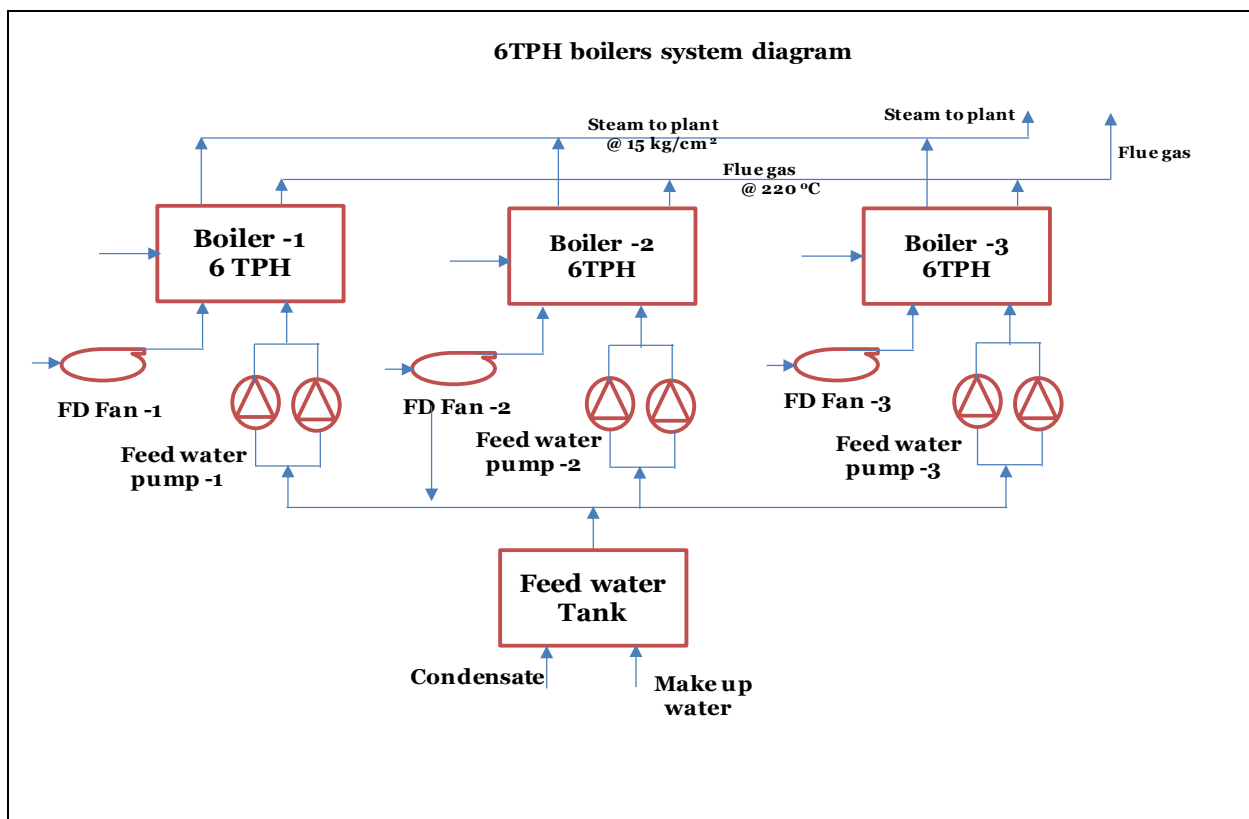 6TPH boilers system diagram
Steam to plant
Steam to plant
@ 15 kg/cm²
Flue gas
Flue gas
@ 220 ºC
Boiler -1
6 TPH
Boiler -2
6TPH
Boiler -3
6TPH
FD Fan -1
FD Fan -2
FD Fan -3
Feed water
pump -1
Feed water
pump -2
Feed water
pump -3
Feed water
Tank
Condensate
Make up
water